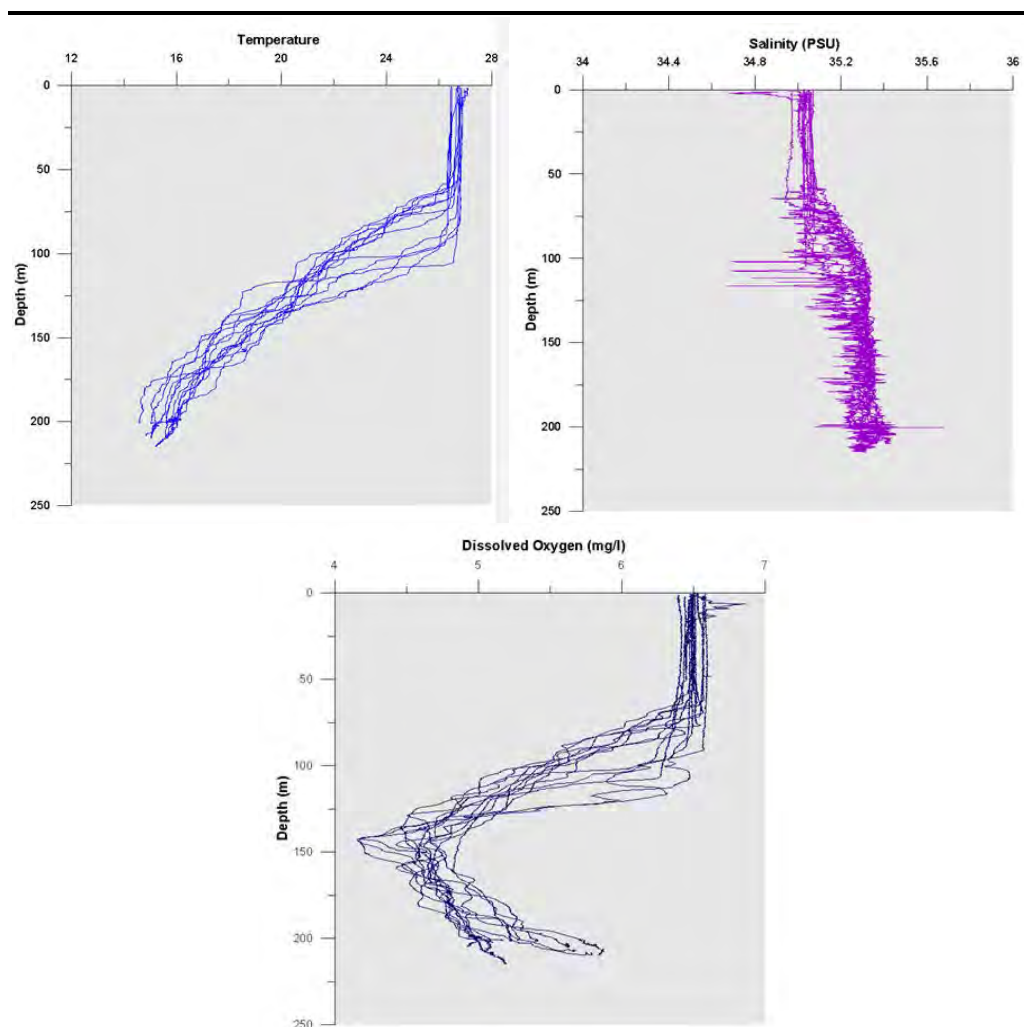 Temperature
12 16 20 24 28
0
50
100
150
200
250
Depth (m)
Salinity (PSU)
34 34.4 34.8 35.2 35.6 36
0
50
100
150
200
250
Depth (m)
Dissolved Oxygen (mg/l)
4 5 6 7
0
50
100
150
200
250
Depth (m)